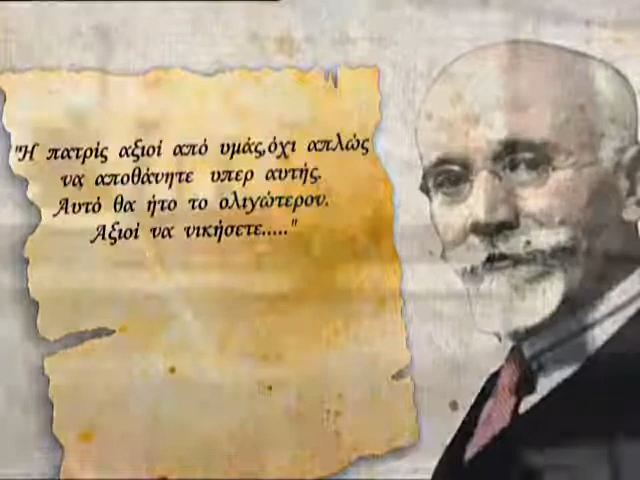 "Η πατρίς αξιοί από υμάς,όχι απλώς
να αποθάνητε υπερ αυτής.
Αυτό θα ήτο το ολιγώτερον.
Αξιοί να νικήσετε....."